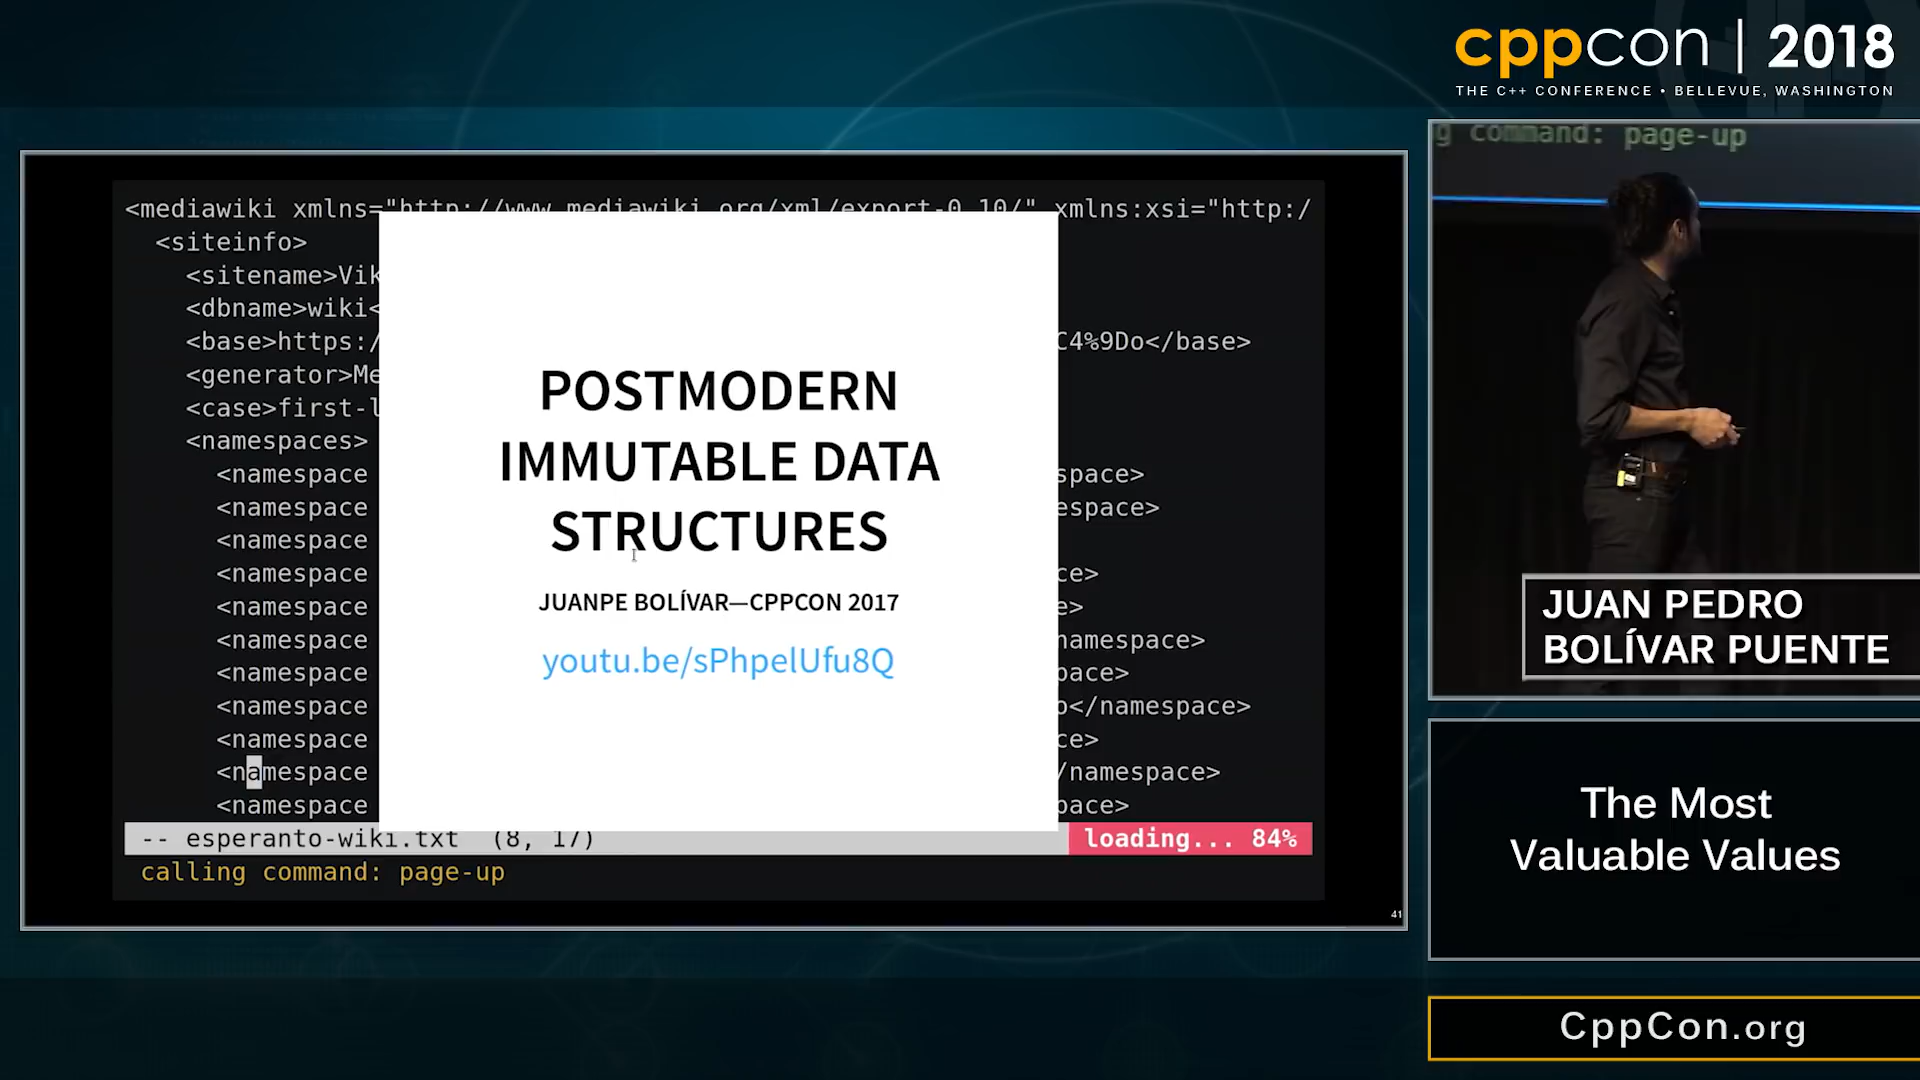 cppcon | 2018
THE C++ CONFERENCE • BELLEVUE, WASHINGTON
g command: page-up
<mediawiki xmlns="http://www.mediawiki.org/xml/export-0.10/" xmlns:xsi="http:/
<siteinfo>
<sitename>Vik
<dbname>wiki<
<base>https:/ C4%9Do</base>
<generator>Me
<case>first-l
<namespaces>
<namespace space>
<namespace espace>
<namespace
<namespace ce>
<namespace e>
<namespace namespace>
<namespace pace>
<namespace o</namespace>
<namespace ce>
<namespace /namespace>
<namespace pace>
POSTMODERN
IMMUTABLE DATA
STRUCTURES
JUANPE BOLÍVAR—CPPCON 2017
youtu.be/sPhpelUfu8Q
-- esperanto-wiki.txt (8, 17) loading... 84%
calling command: page-up
41
JUAN PEDRO
BOLÍVAR PUENTE
The Most
Valuable Values
CppCon.org